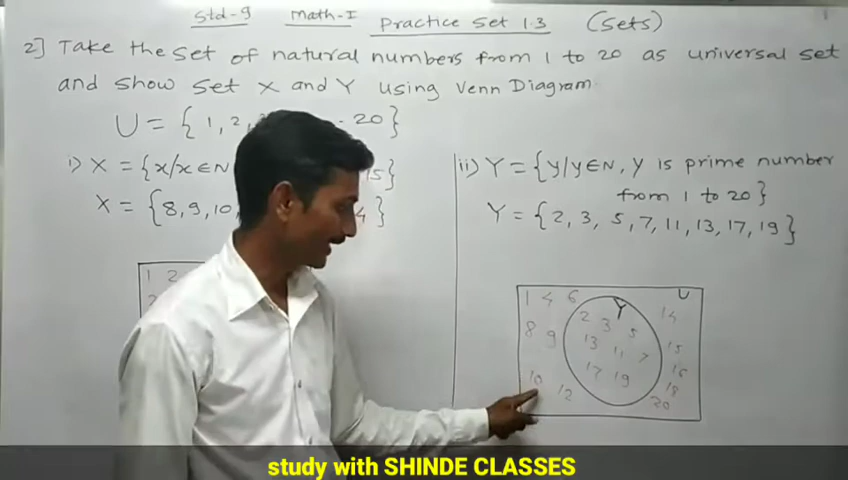 Std-9 Math-I Practice Set 1.3 (Sets)
2] Take the set of natural numbers from 1 to 20 as universal set
and show set X and Y using Venn Diagram.
U = { 1, 2, - 20 }
i) X = {x/x∈N 15}
X = {8, 9, 10, 4 }
1 2
ii) Y = {y/y∈N, y is prime number
from 1 to 20}
Y = {2, 3, 5, 7, 11, 13, 17, 19}
1 4 6 Y U
2 3 5 14
8 9 13 11 7 15
17 19 16
10 12 18
20
study with SHINDE CLASSES